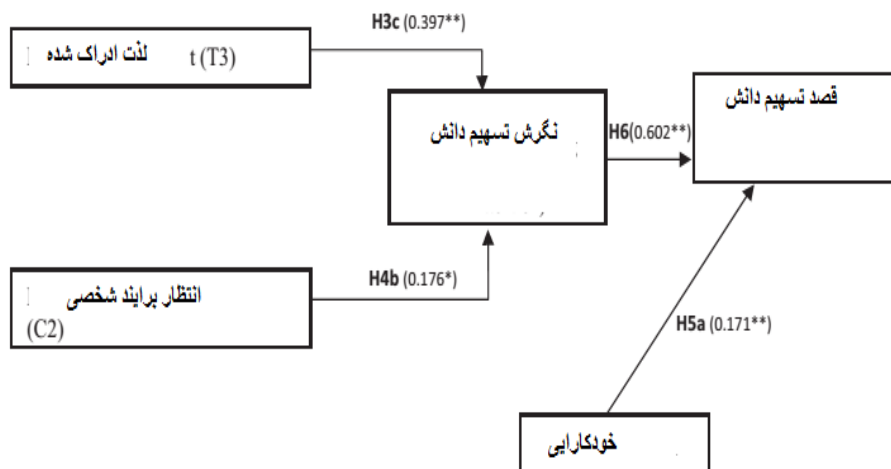 H3c (0.397**)
لذت ادراک شده t (T3)
قصد تسهیم دانش
نگرش تسهیم دانش
H6(0.602**)
انتظار برایند شخصی
(C2)
H4b (0.176*)
H5a (0.171**)
خودکارایی